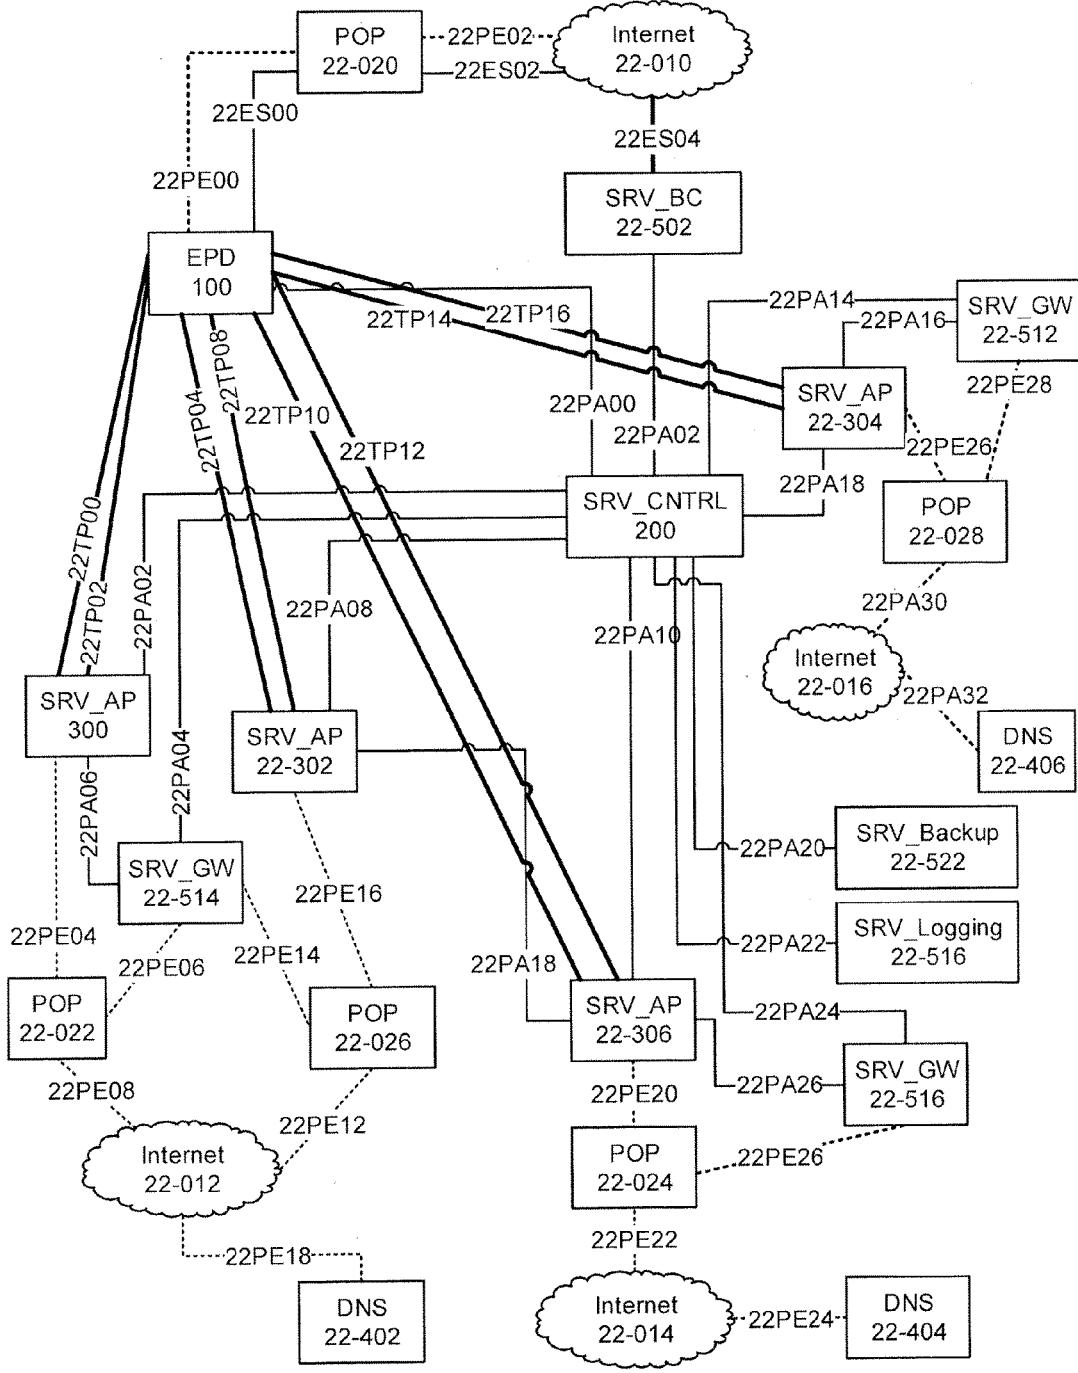 POP
22-020
22PE02
22ES02
Internet
22-010
22ES00
22ES04
22PE00
SRV_BC
22-502
EPD
100
22TP14
22TP16
22PA14
22PA16
SRV_GW
22-512
22PE28
22TP04
22TP08
22TP10
22TP12
22PA00
22PA02
SRV_AP
22-304
22PE26
22PA18
SRV_CNTRL
200
POP
22-028
22TP00
22TP02
22PA02
22PA08
22PA10
22PA30
Internet
22-016
22PA32
DNS
22-406
SRV_AP
300
SRV_AP
22-302
22PA06
22PA04
SRV_GW
22-514
22PA20
SRV_Backup
22-522
22PE16
22PE04
22PE06
22PE14
22PA18
22PA22
SRV_Logging
22-516
POP
22-022
POP
22-026
SRV_AP
22-306
22PA24
SRV_GW
22-516
22PA26
22PE08
22PE12
22PE20
Internet
22-012
POP
22-024
22PE26
22PE18
22PE22
DNS
22-402
Internet
22-014
22PE24
DNS
22-404